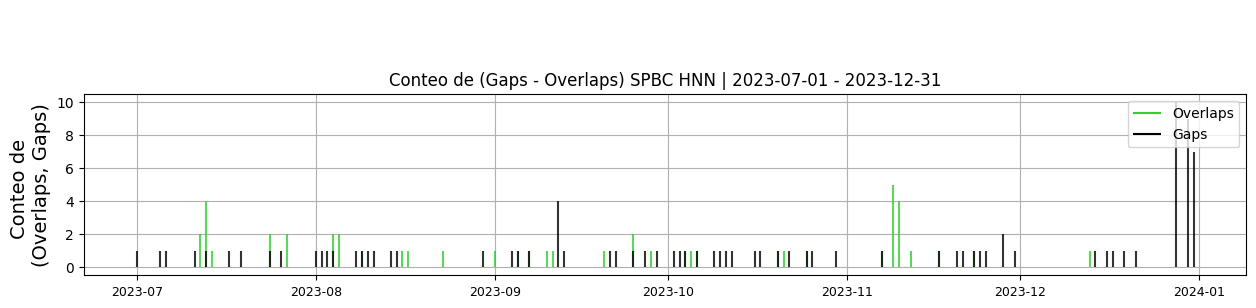 Conteo de (Gaps - Overlaps) SPBC HNN | 2023-07-01 - 2023-12-31
Conteo de
(Overlaps, Gaps)
10
8
6
4
2
0
Overlaps
Gaps
2023-07
2023-08
2023-09
2023-10
2023-11
2023-12
2024-01